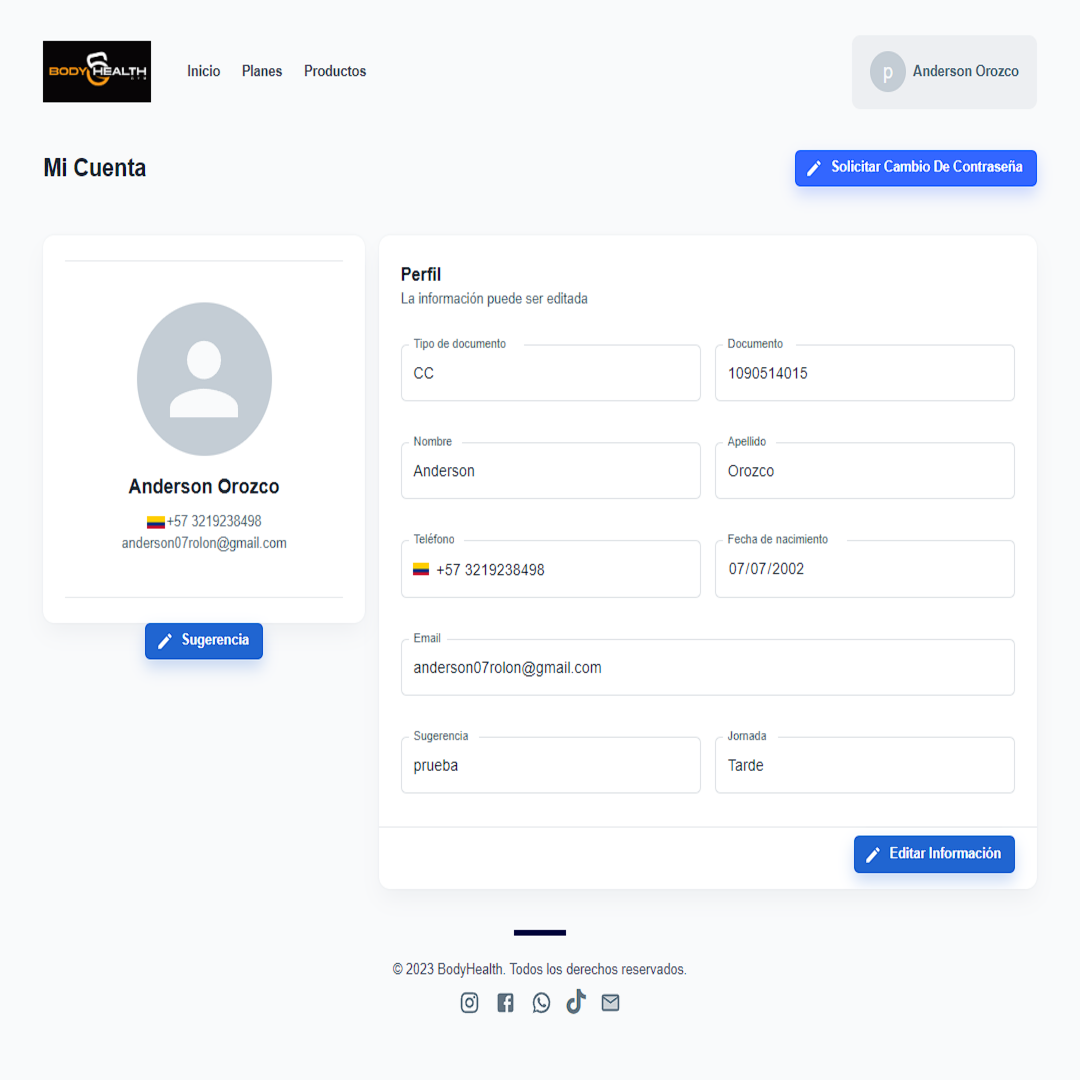 BODY HEALTH
GYM
Inicio Planes Productos
p Anderson Orozco
Mi Cuenta
Solicitar Cambio De Contraseña
Anderson Orozco
+57 3219238498
anderson07rolon@gmail.com
Sugerencia
Perfil
La información puede ser editada
Tipo de documento
CC
Documento
1090514015
Nombre
Anderson
Apellido
Orozco
Teléfono
+57 3219238498
Fecha de nacimiento
07/07/2002
Email
anderson07rolon@gmail.com
Sugerencia
prueba
Jornada
Tarde
Editar Información
© 2023 BodyHealth. Todos los derechos reservados.